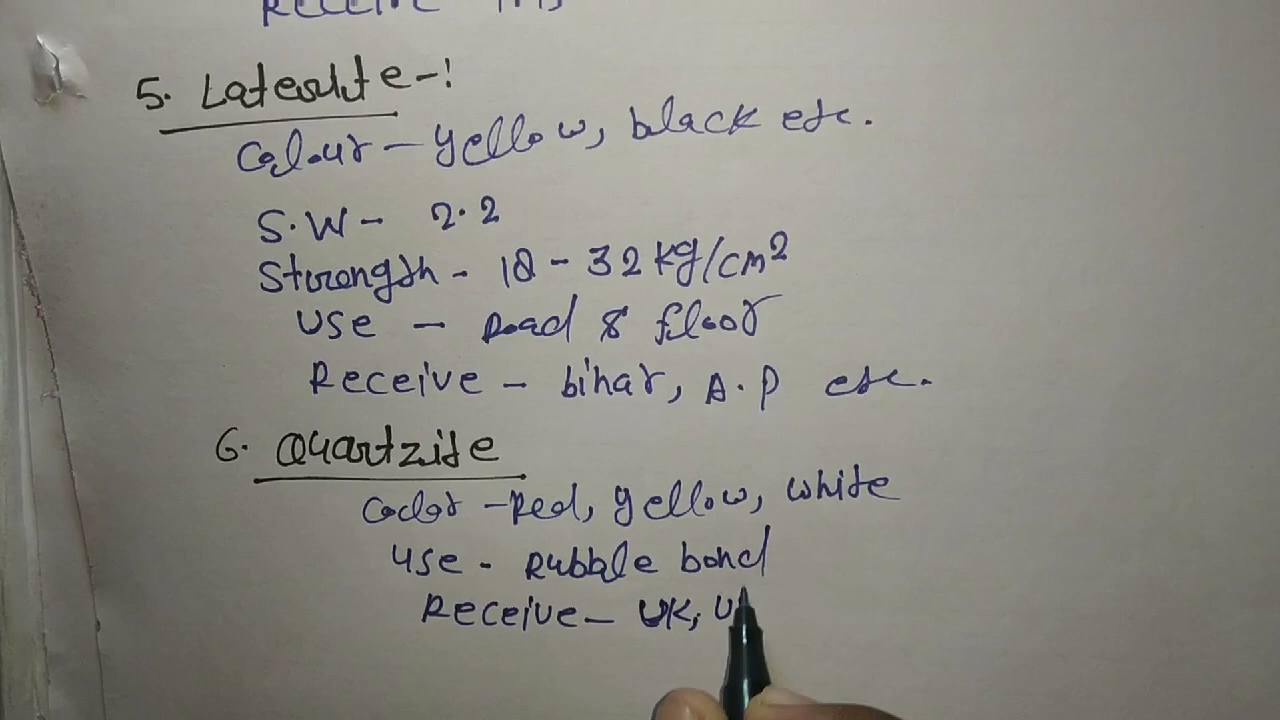 5. Laterite-!
Colour - yellow, black etc.
S.W - 2.2
Strength - 18 - 32 kg/cm²
Use - Road & floor
Receive - bihar, A.P etc.
6. Quartzite
Color - Red, yellow, white
Use - Rubble bond
Receive - UK,